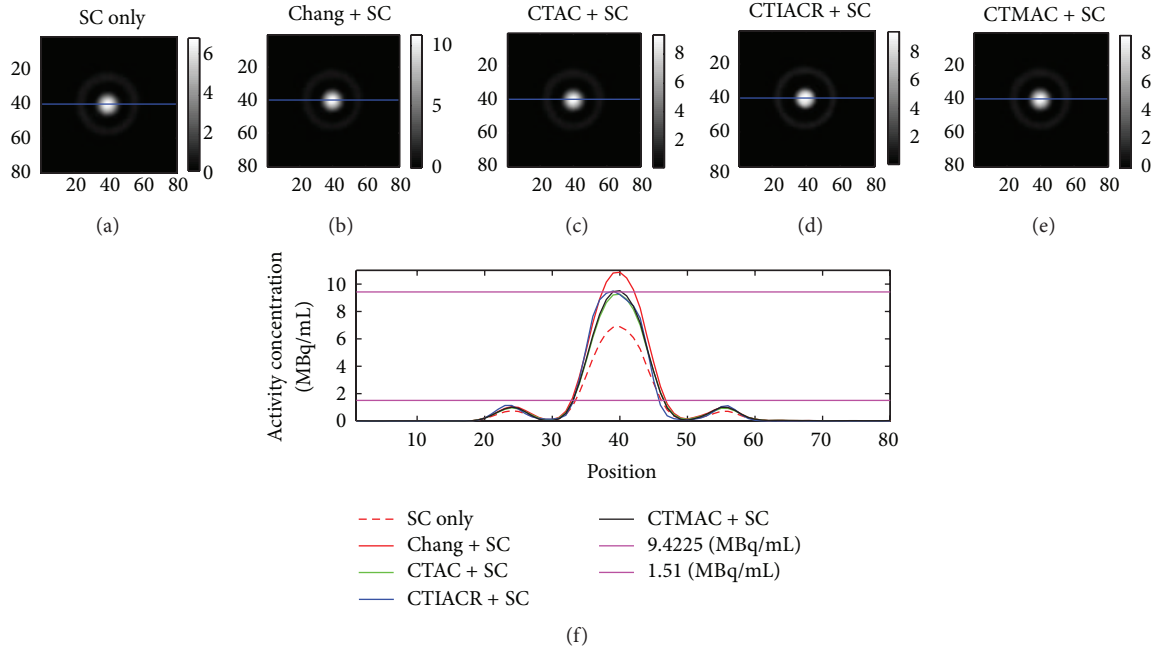 SC only
Chang + SC
CTAC + SC
CTIACR + SC
CTMAC + SC
20
40
60
80
20 40 60 80
6
4
2
0
20 40 60 80
10
5
0
20
40
60
80
20 40 60 80
8
6
4
2
20
40
60
80
20 40 60 80
8
6
4
2
20
40
60
80
20 40 60 80
8
6
4
2
0
20
40
60
80
(a)
(b)
(c)
(d)
(e)
Activity concentration
(MBq/mL)
10
8
6
4
2
0
10 20 30 40 50 60 70 80
Position
SC only
Chang + SC
CTAC + SC
CTIACR + SC
CTMAC + SC
9.4225 (MBq/mL)
1.51 (MBq/mL)
(f)